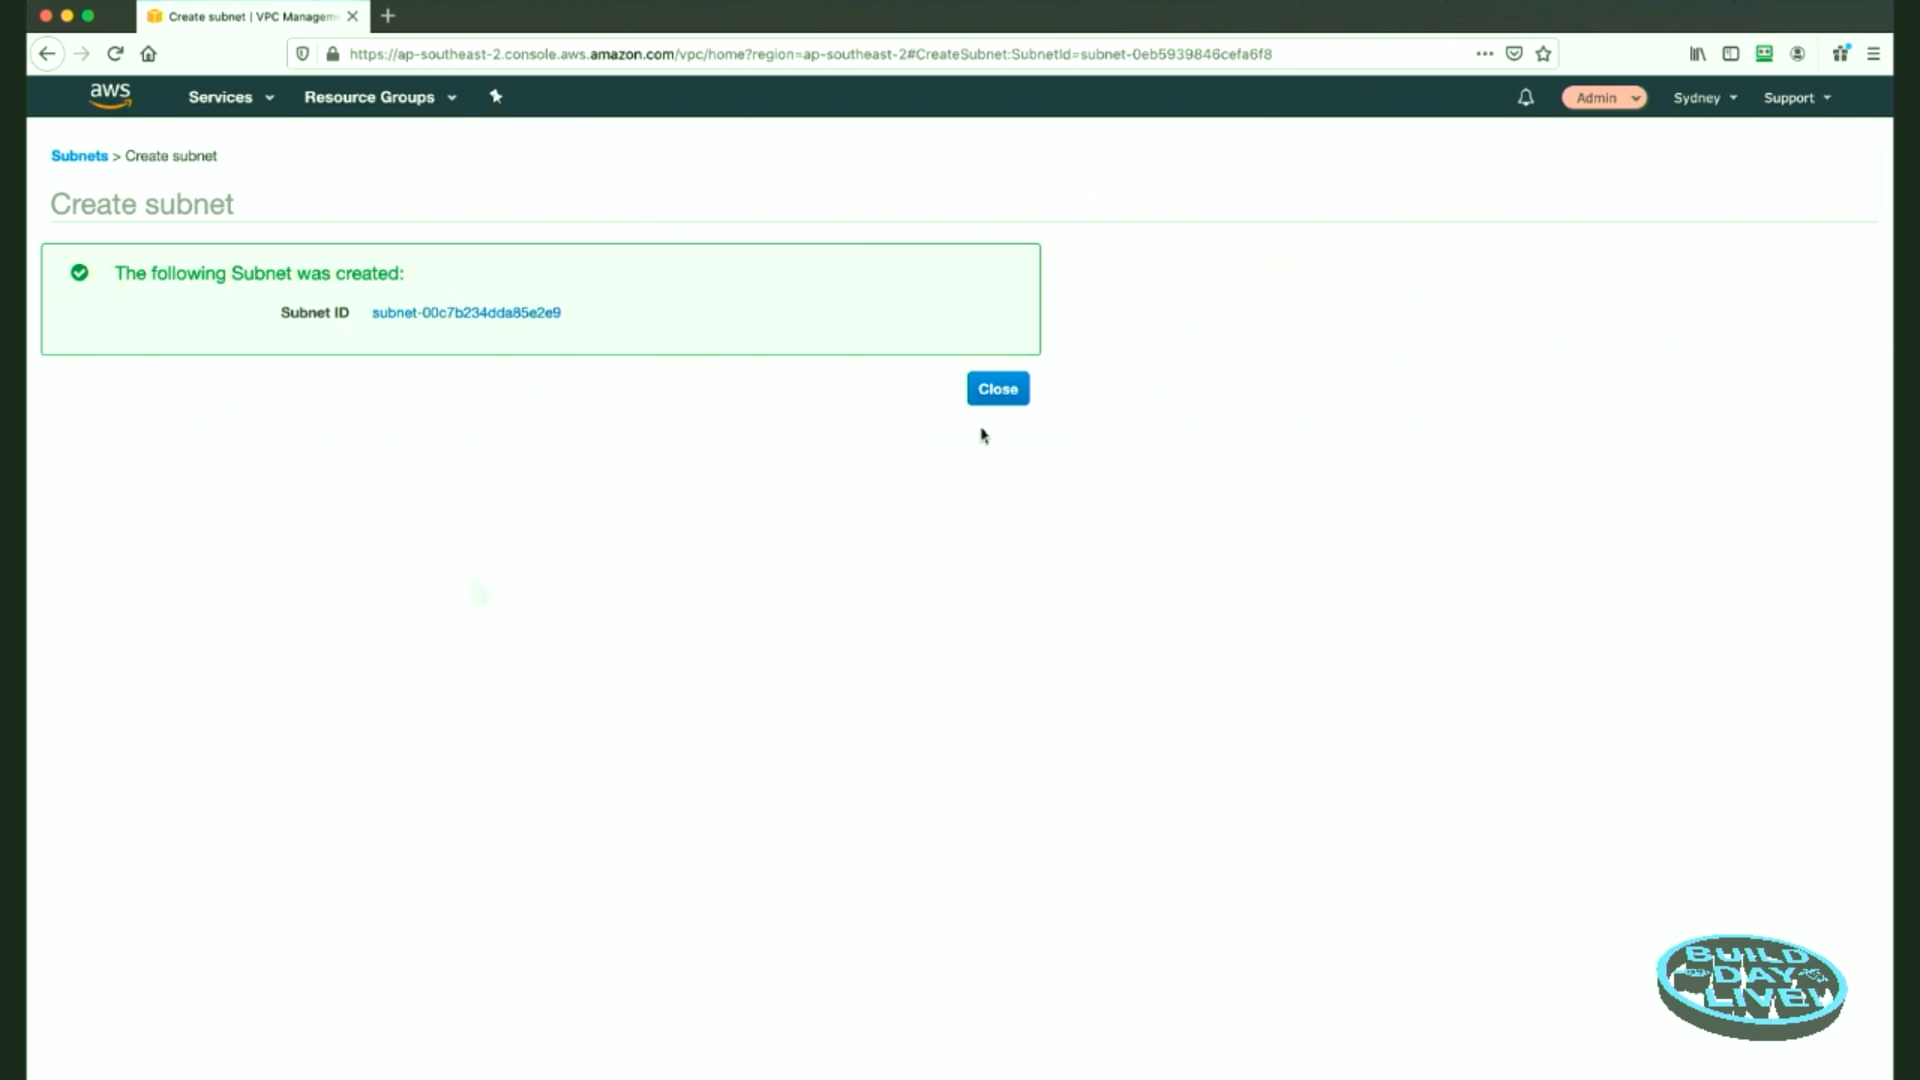 Create subnet | VPC Managem
https://ap-southeast-2.console.aws.amazon.com/vpc/home?region=ap-southeast-2#CreateSubnet:SubnetId=subnet-0eb5939846cefa6f8
aws
Services
Resource Groups
Admin
Sydney
Support
Subnets > Create subnet
Create subnet
The following Subnet was created:
Subnet ID subnet-00c7b234dda85e2e9
Close
BUILD
DAY
LIVE!